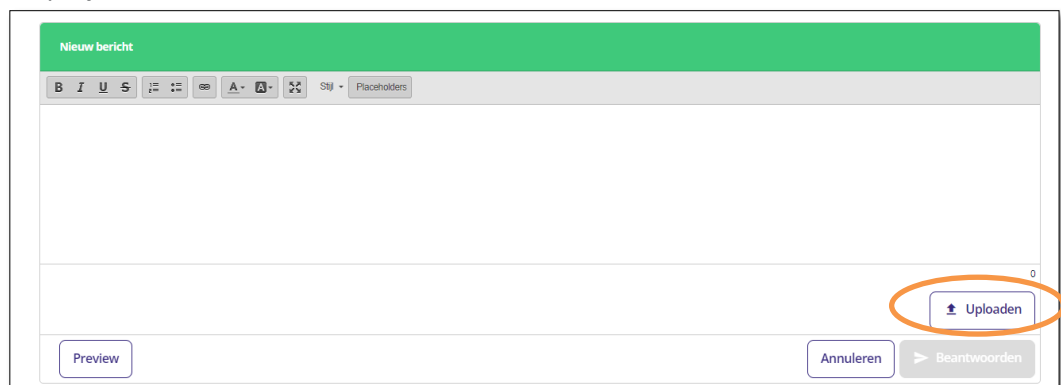 Nieuw bericht
B I U S A A Stijl Placeholders
0
Uploaden
Preview Annuleren Beantwoorden